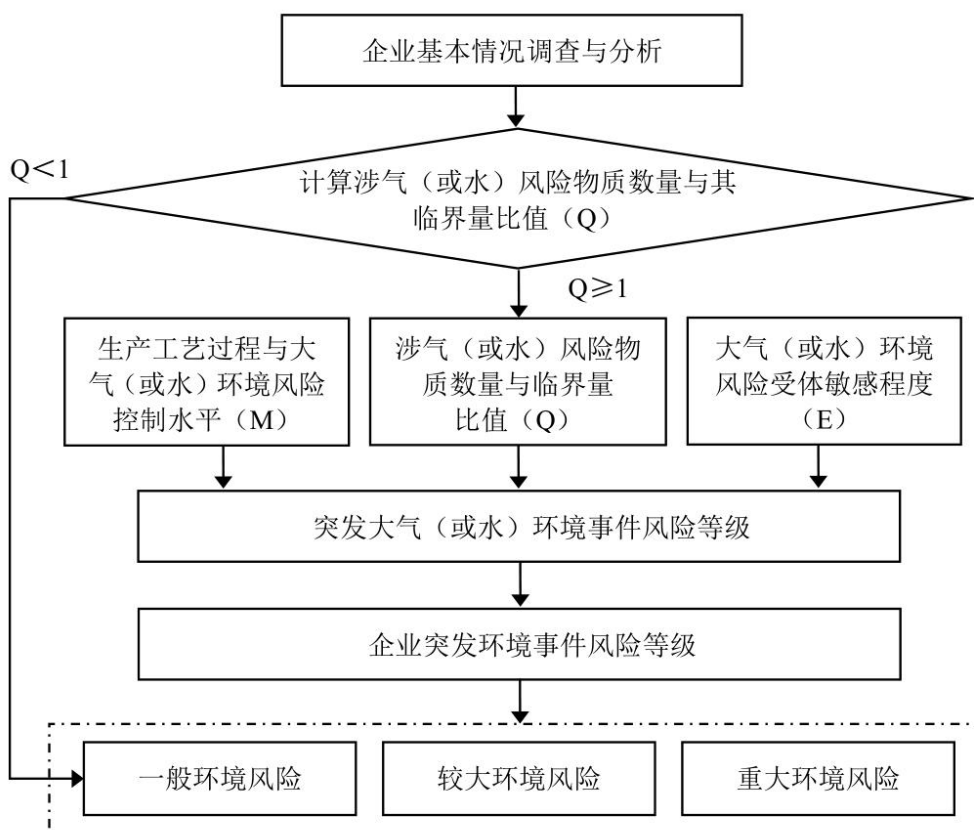 企业基本情况调查与分析
Q＜1
计算涉气（或水）风险物质数量与其
临界量比值（Q）
Q≥1
生产工艺过程与大
气（或水）环境风险
控制水平（M）
涉气（或水）风险物
质数量与临界量
比值（Q）
大气（或水）环境
风险受体敏感程度
（E）
突发大气（或水）环境事件风险等级
企业突发环境事件风险等级
一般环境风险
较大环境风险
重大环境风险